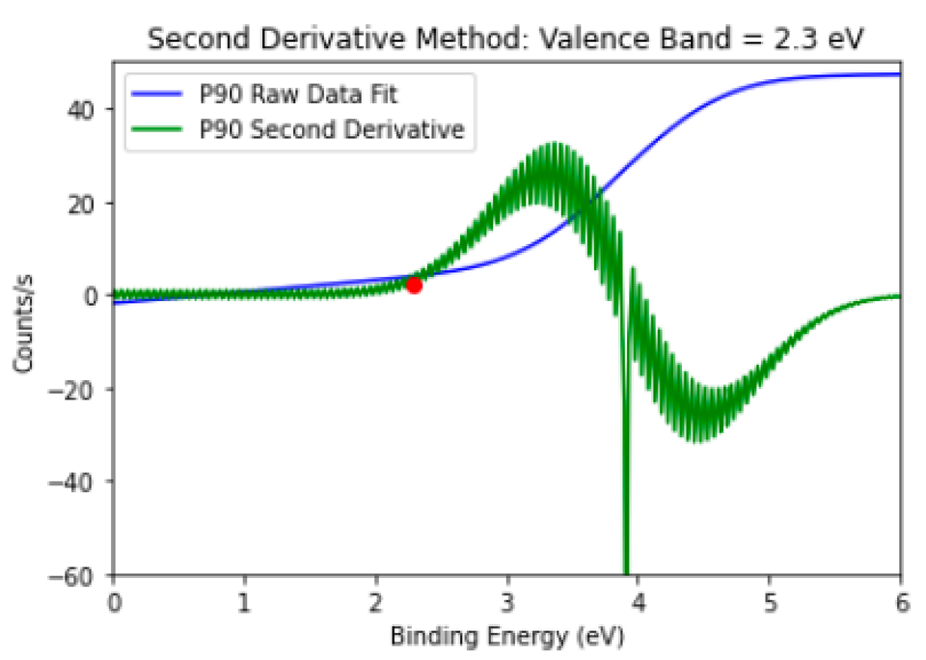 Second Derivative Method: Valence Band = 2.3 eV
P90 Raw Data Fit
P90 Second Derivative
40
20
0
−20
−40
−60
Counts/s
0 1 2 3 4 5 6
Binding Energy (eV)